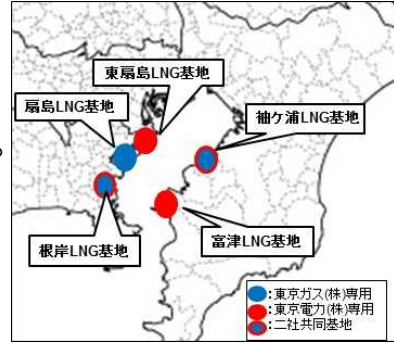 東扇島LNG基地
扇島LNG基地
袖ケ浦LNG基地
根岸LNG基地
富津LNG基地
:東京ガス(株)専用
:東京電力(株)専用
:二社共同基地